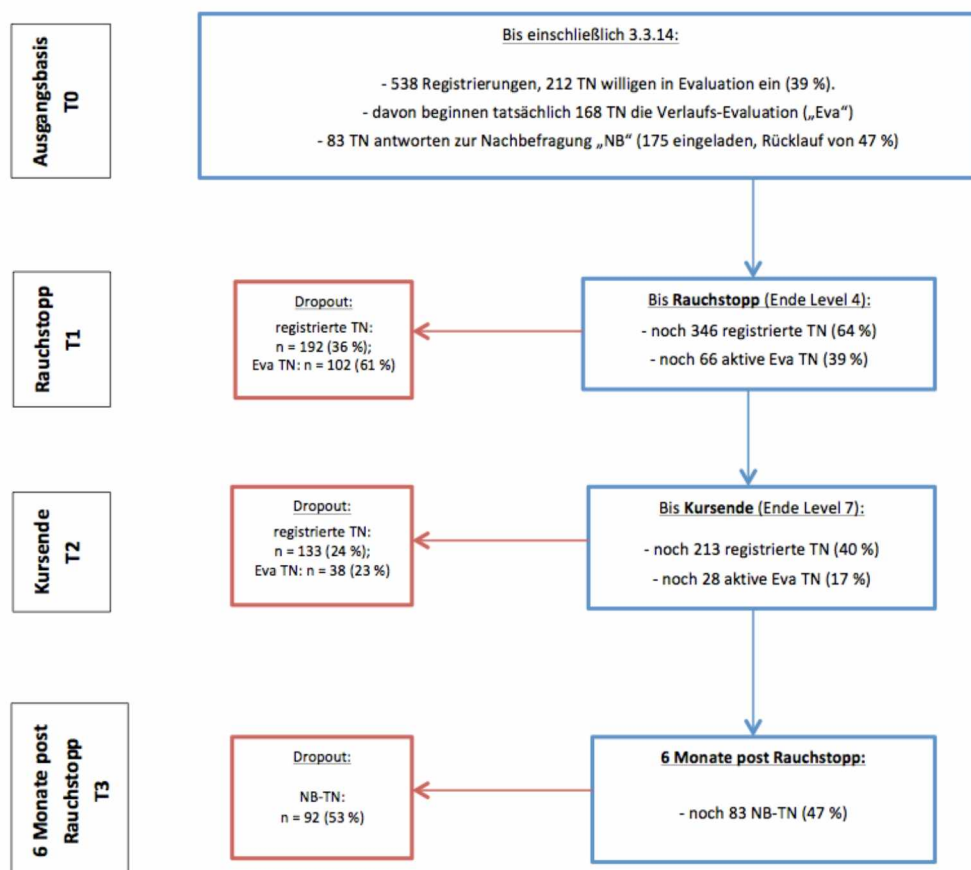 Ausgangsbasis
T0
Bis einschließlich 3.3.14:
- 538 Registrierungen, 212 TN willigen in Evaluation ein (39 %).
- davon beginnen tatsächlich 168 TN die Verlaufs-Evaluation („Eva“)
- 83 TN antworten zur Nachbefragung „NB“ (175 eingeladen, Rücklauf von 47 %)
Rauchstopp
T1
Dropout:
registrierte TN:
n = 192 (36 %);
Eva TN: n = 102 (61 %)
Bis Rauchstopp (Ende Level 4):
- noch 346 registrierte TN (64 %)
- noch 66 aktive Eva TN (39 %)
Kursende
T2
Dropout:
registrierte TN:
n = 133 (24 %);
Eva TN: n = 38 (23 %)
Bis Kursende (Ende Level 7):
- noch 213 registrierte TN (40 %)
- noch 28 aktive Eva TN (17 %)
6 Monate post
Rauchstopp
T3
Dropout:
NB-TN:
n = 92 (53 %)
6 Monate post Rauchstopp:
- noch 83 NB-TN (47 %)